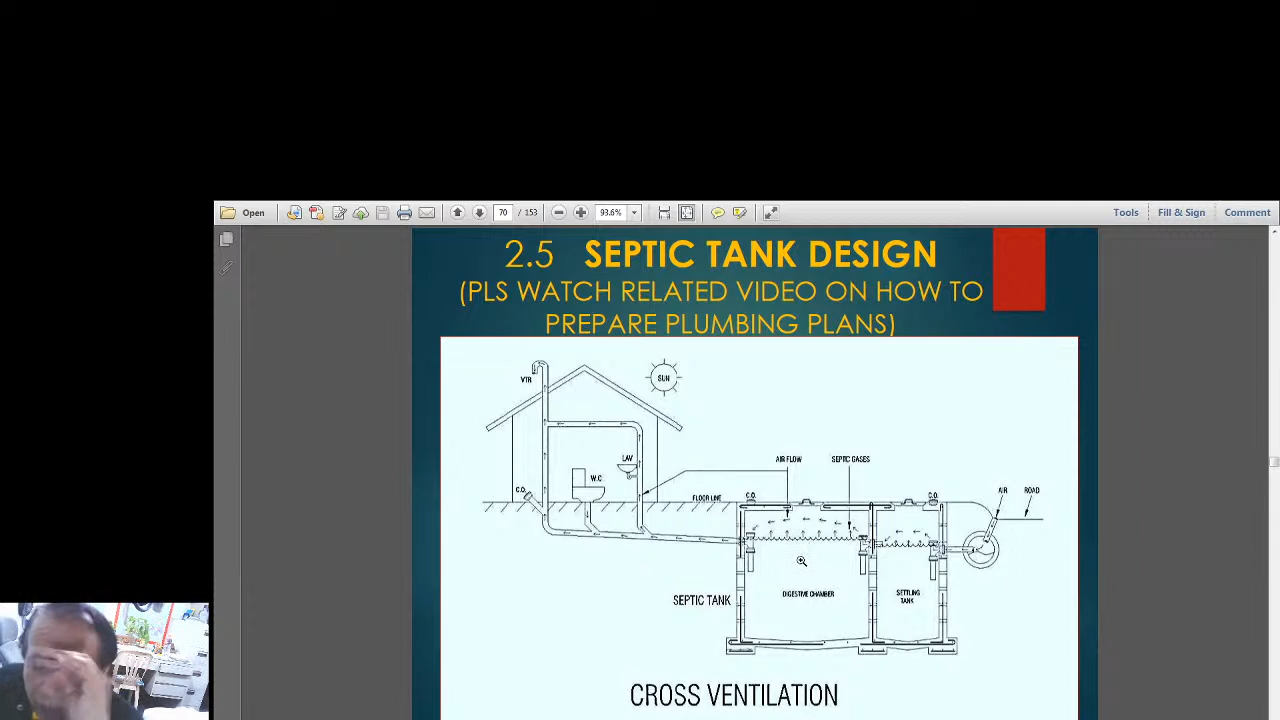 Open 70 / 153 93.6% Tools Fill & Sign Comment
2.5 SEPTIC TANK DESIGN
(PLS WATCH RELATED VIDEO ON HOW TO
PREPARE PLUMBING PLANS)
VTR
SUN
LAV
W.C.
C.O.
AIR FLOW
SEPTIC GASES
FLOOR LINE
C.O.
C.O.
AIR
ROAD
SEPTIC TANK
DIGESTIVE CHAMBER
SETTLING
TANK
CROSS VENTILATION